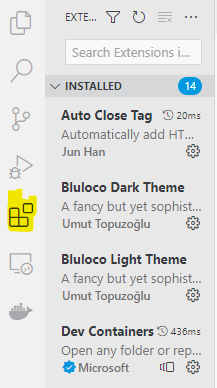 EXTE...
Search Extensions i...
INSTALLED 14
Auto Close Tag 20ms
Automatically add HT...
Jun Han
Bluloco Dark Theme
A fancy but yet sophist...
Umut Topuzoğlu
Bluloco Light Theme
A fancy but yet sophist...
Umut Topuzoğlu
Dev Containers 436ms
Open any folder or rep...
Microsoft